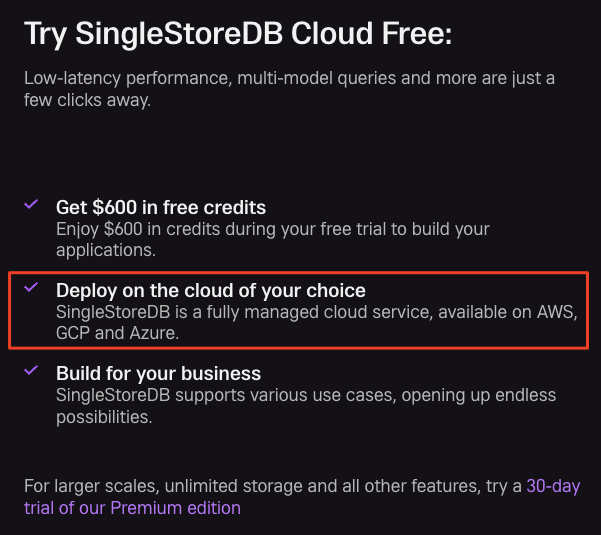 Try SingleStoreDB Cloud Free:
Low-latency performance, multi-model queries and more are just a
few clicks away.
Get $600 in free credits
Enjoy $600 in credits during your free trial to build your
applications.
Deploy on the cloud of your choice
SingleStoreDB is a fully managed cloud service, available on AWS,
GCP and Azure.
Build for your business
SingleStoreDB supports various use cases, opening up endless
possibilities.
For larger scales, unlimited storage and all other features, try a 30-day
trial of our Premium edition